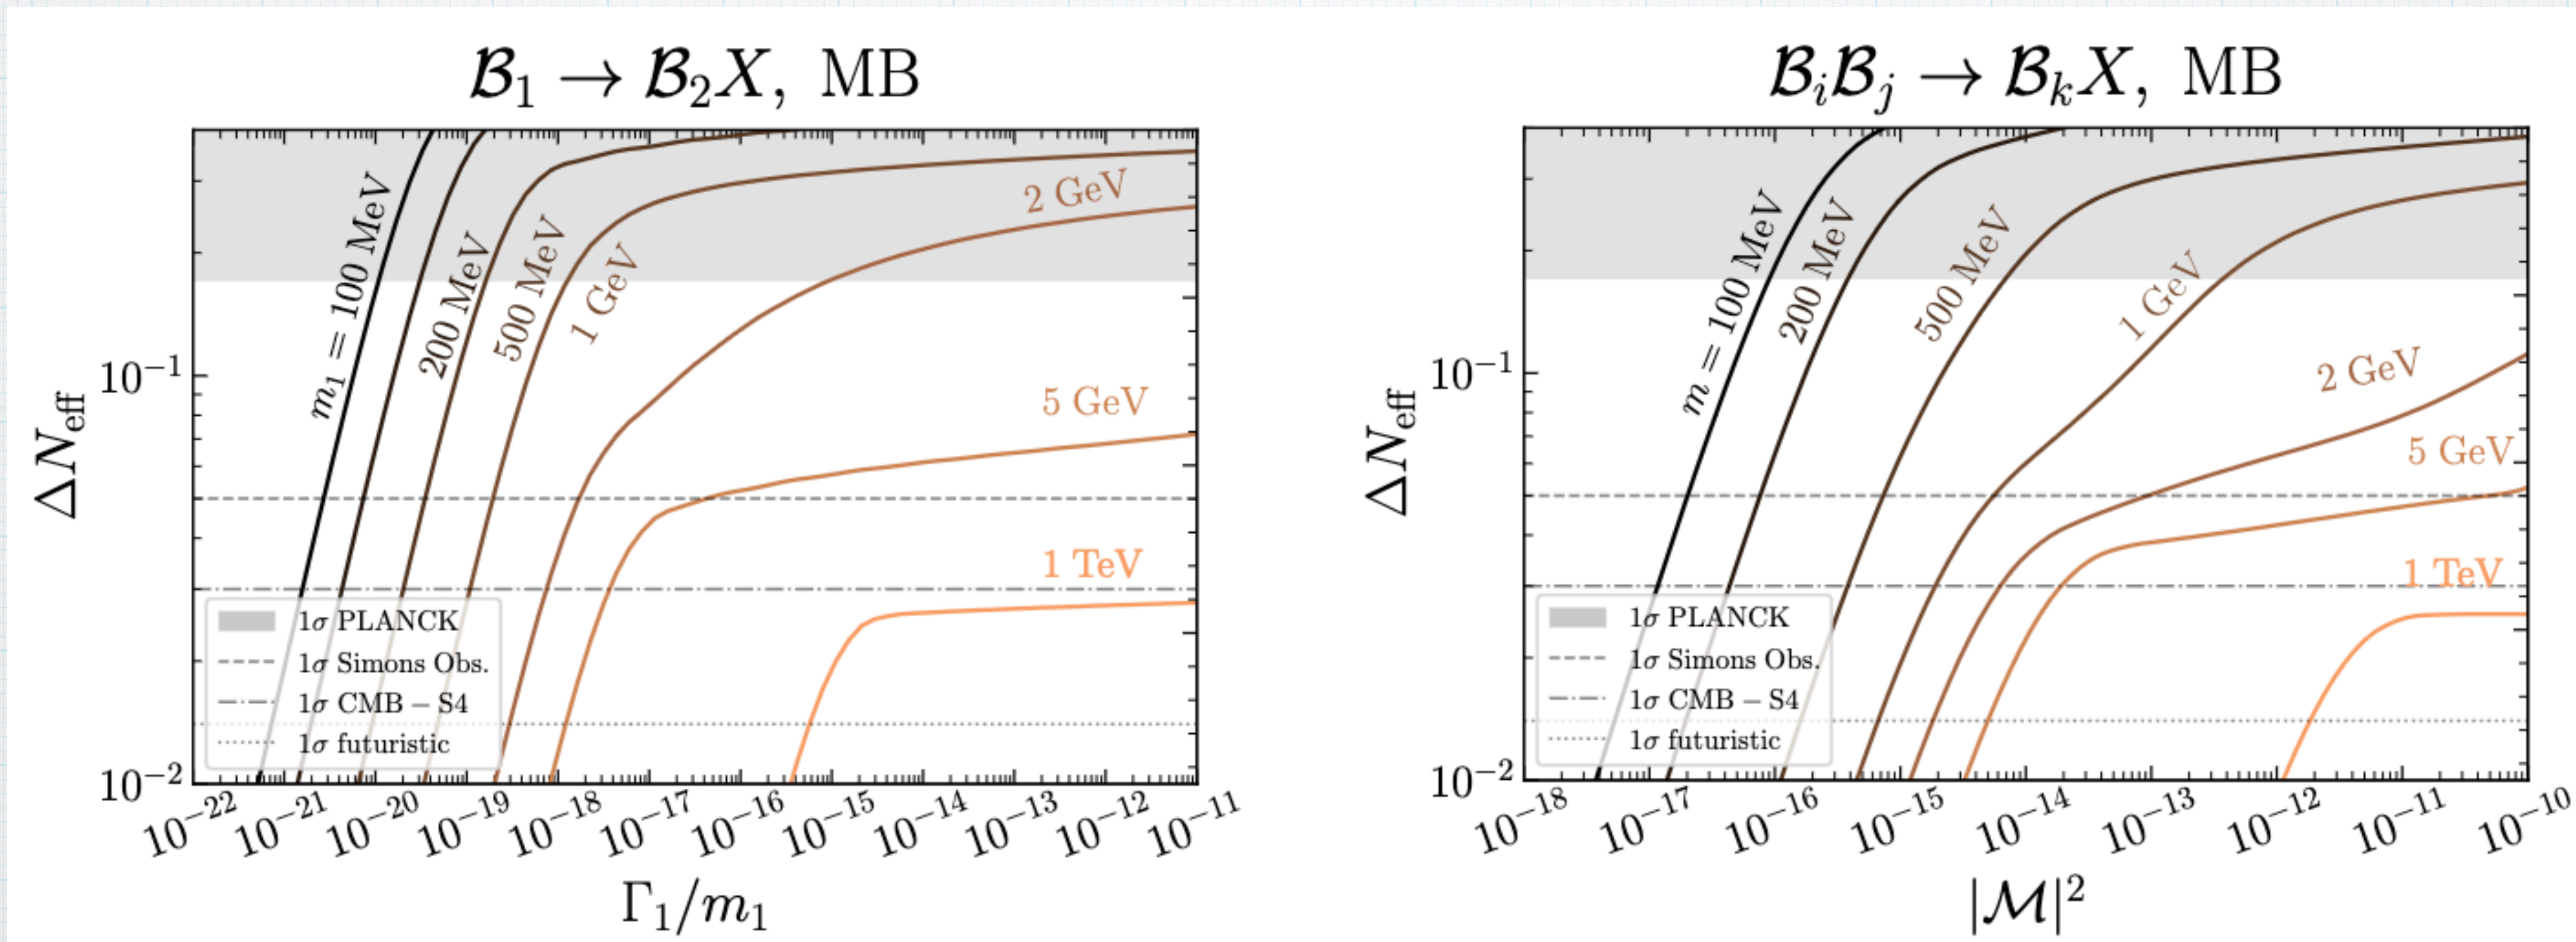 ℬ₁ → ℬ₂X, MB
ΔN_eff
10⁻¹
10⁻²
m₁ = 100 MeV
200 MeV
500 MeV
1 GeV
2 GeV
5 GeV
1 TeV
1σ PLANCK
1σ Simons Obs.
1σ CMB − S4
1σ futuristic
10⁻²² 10⁻²¹ 10⁻²⁰ 10⁻¹⁹ 10⁻¹⁸ 10⁻¹⁷ 10⁻¹⁶ 10⁻¹⁵ 10⁻¹⁴ 10⁻¹³ 10⁻¹² 10⁻¹¹
Γ₁/m₁
ℬᵢℬⱼ → ℬₖX, MB
ΔN_eff
10⁻¹
10⁻²
m = 100 MeV
200 MeV
500 MeV
1 GeV
2 GeV
5 GeV
1 TeV
1σ PLANCK
1σ Simons Obs.
1σ CMB − S4
1σ futuristic
10⁻¹⁸ 10⁻¹⁷ 10⁻¹⁶ 10⁻¹⁵ 10⁻¹⁴ 10⁻¹³ 10⁻¹² 10⁻¹¹ 10⁻¹⁰
|ℳ|²